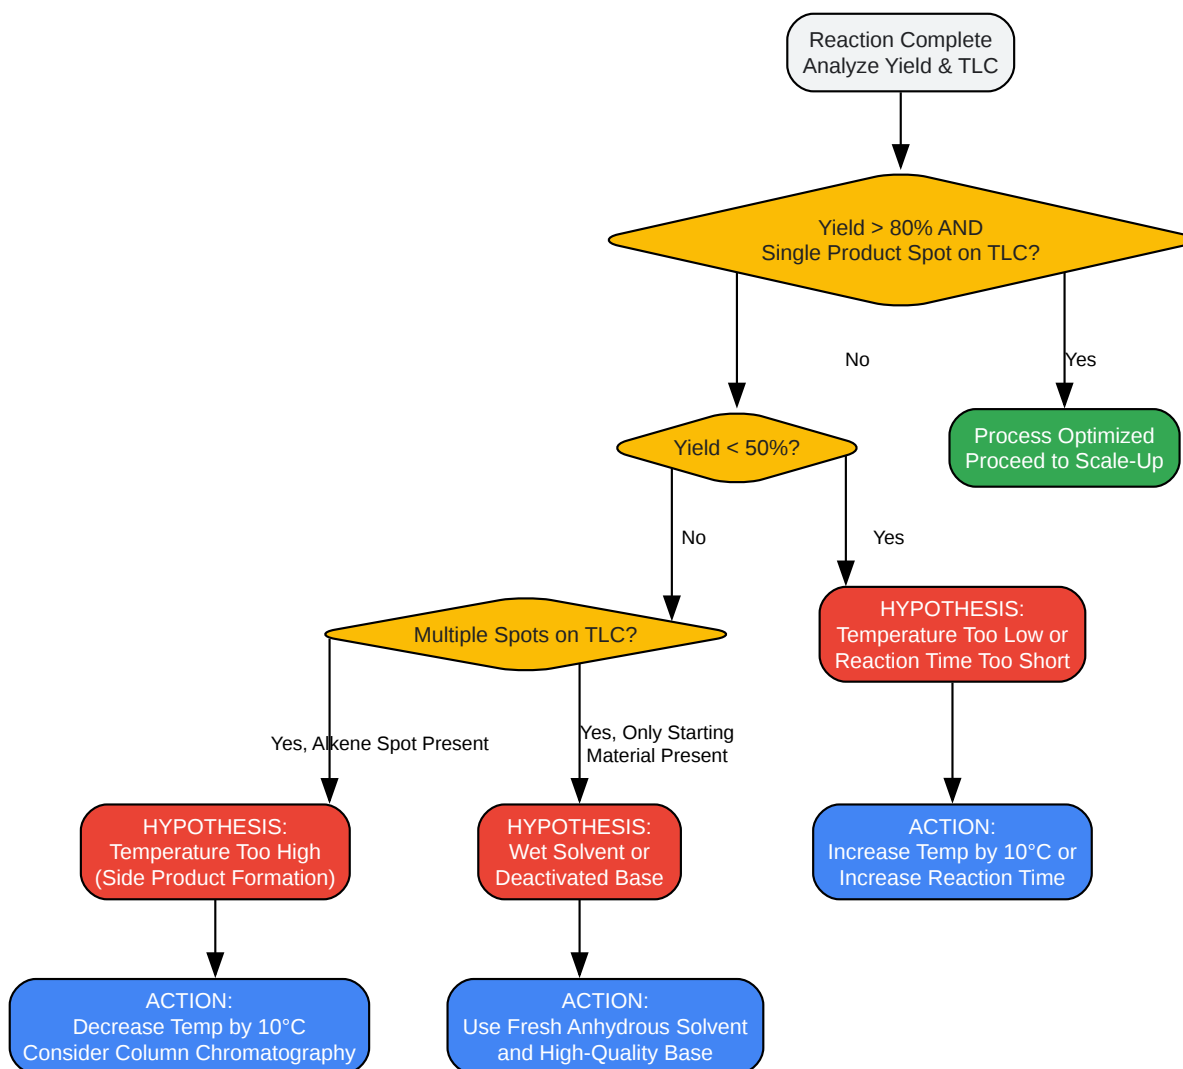 Reaction Complete
Analyze Yield & TLC
Yield > 80% AND
Single Product Spot on TLC?
No
Yes
Process Optimized
Proceed to Scale-Up
Yield < 50%?
No
Yes
HYPOTHESIS:
Temperature Too Low or
Reaction Time Too Short
Multiple Spots on TLC?
Yes, Alkene Spot Present
Yes, Only Starting
Material Present
HYPOTHESIS:
Temperature Too High
(Side Product Formation)
HYPOTHESIS:
Wet Solvent or
Deactivated Base
ACTION:
Increase Temp by 10°C or
Increase Reaction Time
ACTION:
Decrease Temp by 10°C
Consider Column Chromatography
ACTION:
Use Fresh Anhydrous Solvent
and High-Quality Base